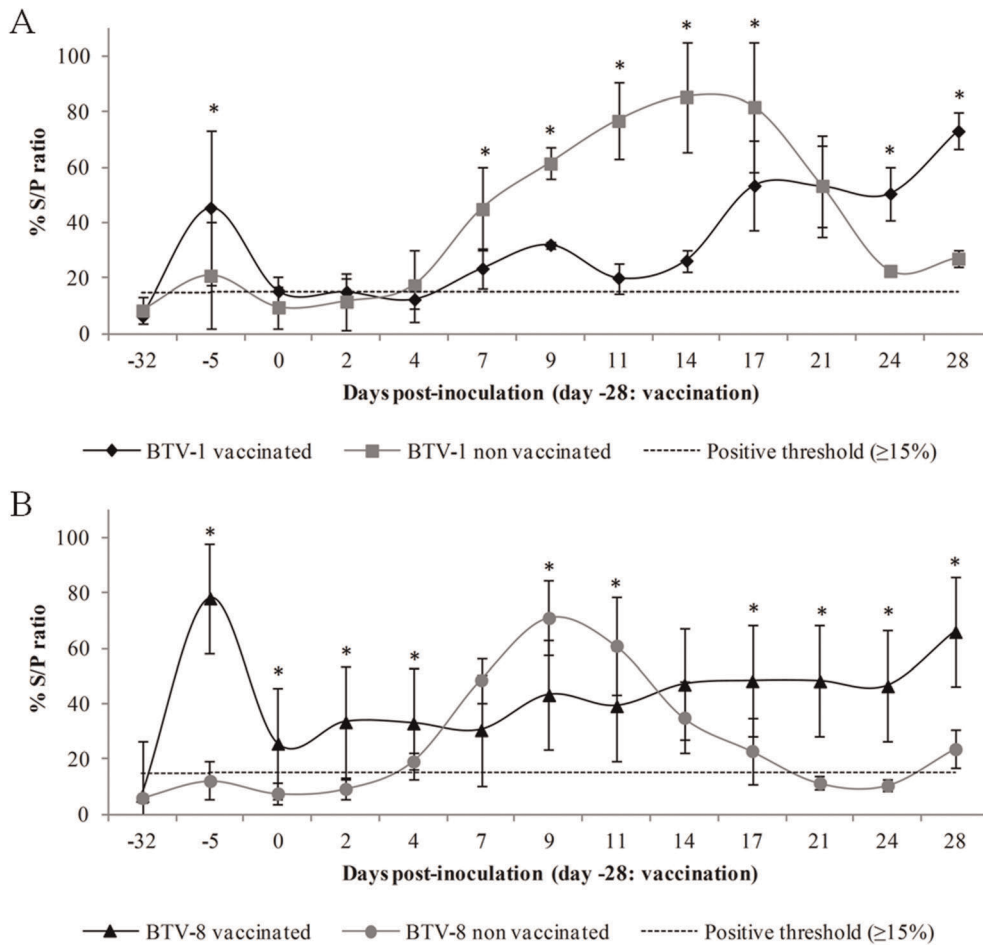 A
* * * * * * * *
100
80
60
40
20
0
% S/P ratio
-32 -5 0 2 4 7 9 11 14 17 21 24 28
Days post-inoculation (day -28: vaccination)
BTV-1 vaccinated BTV-1 non vaccinated Positive threshold (≥15%)
B
* * * * * * * * * *
100
80
60
40
20
0
% S/P ratio
-32 -5 0 2 4 7 9 11 14 17 21 24 28
Days post-inoculation (day -28: vaccination)
BTV-8 vaccinated BTV-8 non vaccinated Positive threshold (≥15%)